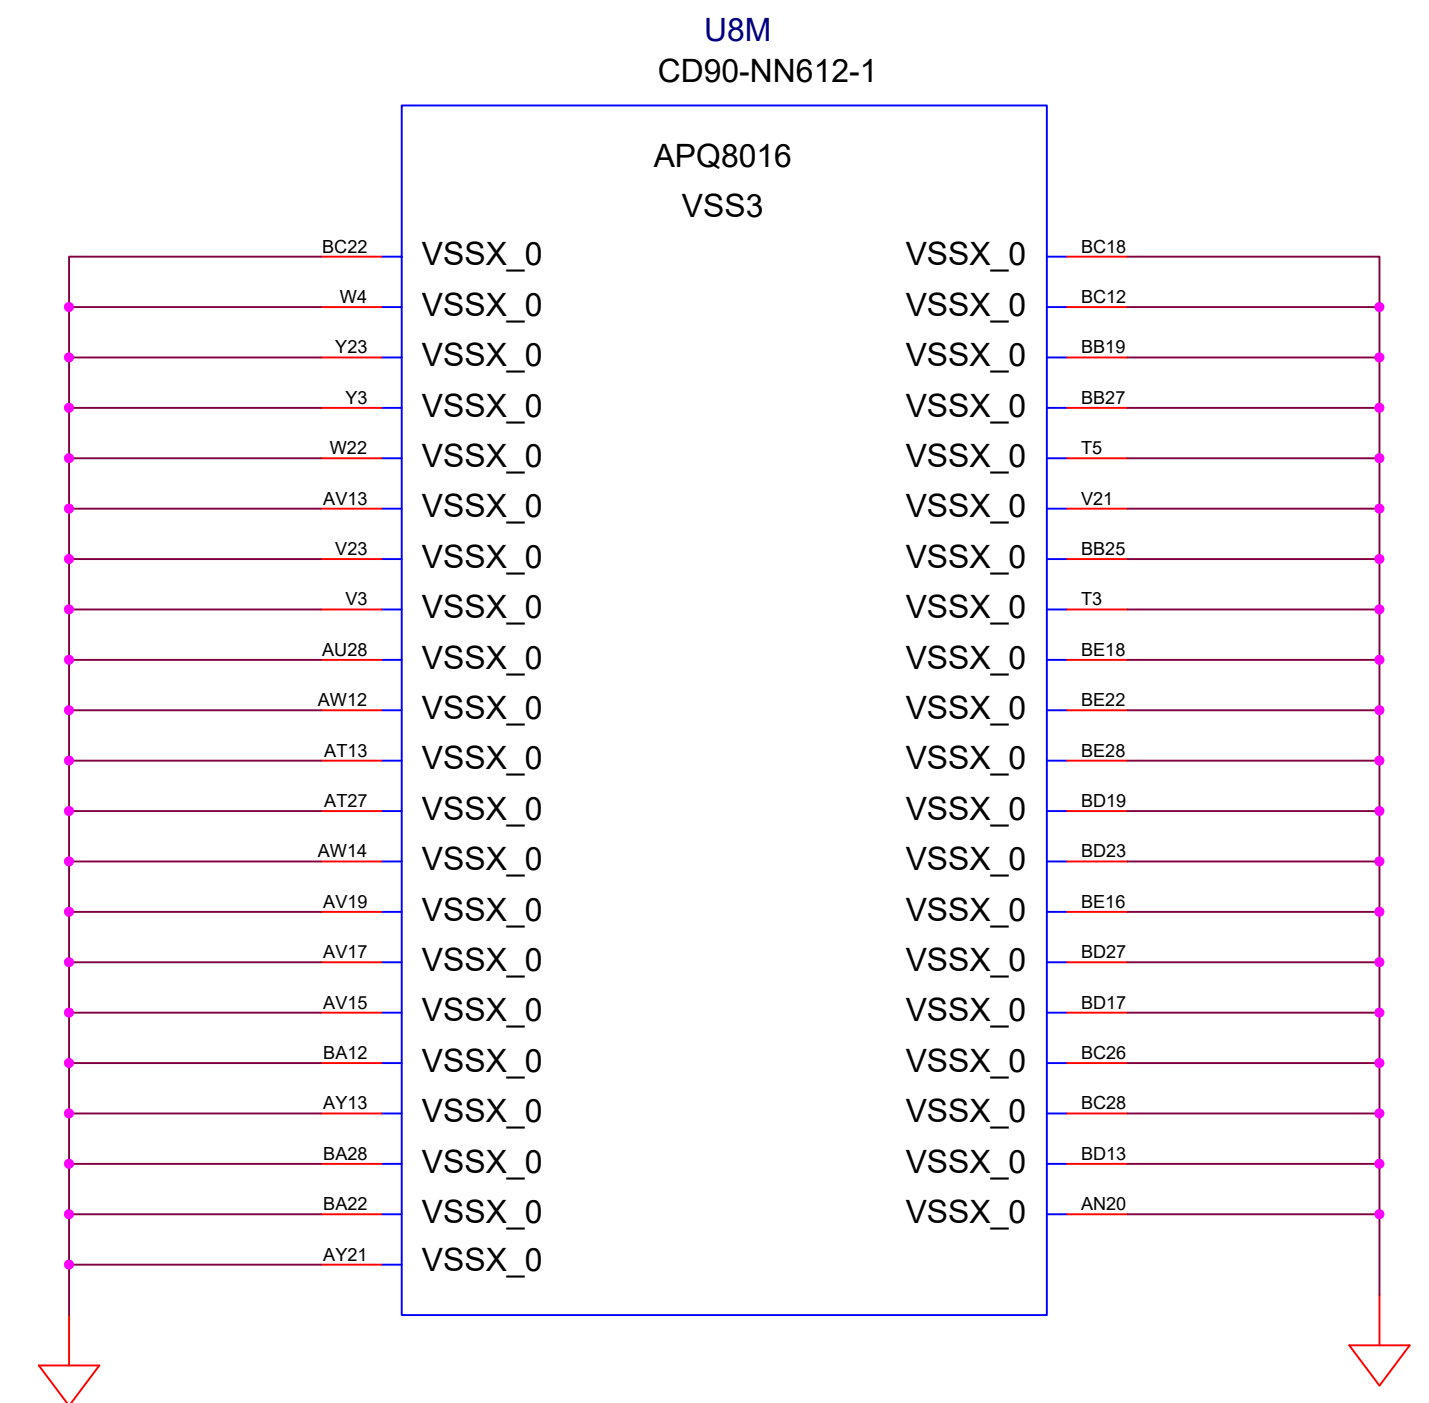 U8M
CD90-NN612-1
APQ8016
VSS3
BC22 VSSX_0 VSSX_0 BC18
W4 VSSX_0 VSSX_0 BC12
Y23 VSSX_0 VSSX_0 BB19
Y3 VSSX_0 VSSX_0 BB27
W22 VSSX_0 VSSX_0 T5
AV13 VSSX_0 VSSX_0 V21
V23 VSSX_0 VSSX_0 BB25
V3 VSSX_0 VSSX_0 T3
AU28 VSSX_0 VSSX_0 BE18
AW12 VSSX_0 VSSX_0 BE22
AT13 VSSX_0 VSSX_0 BE28
AT27 VSSX_0 VSSX_0 BD19
AW14 VSSX_0 VSSX_0 BD23
AV19 VSSX_0 VSSX_0 BE16
AV17 VSSX_0 VSSX_0 BD27
AV15 VSSX_0 VSSX_0 BD17
BA12 VSSX_0 VSSX_0 BC26
AY13 VSSX_0 VSSX_0 BC28
BA28 VSSX_0 VSSX_0 BD13
BA22 VSSX_0 VSSX_0 AN20
AY21 VSSX_0